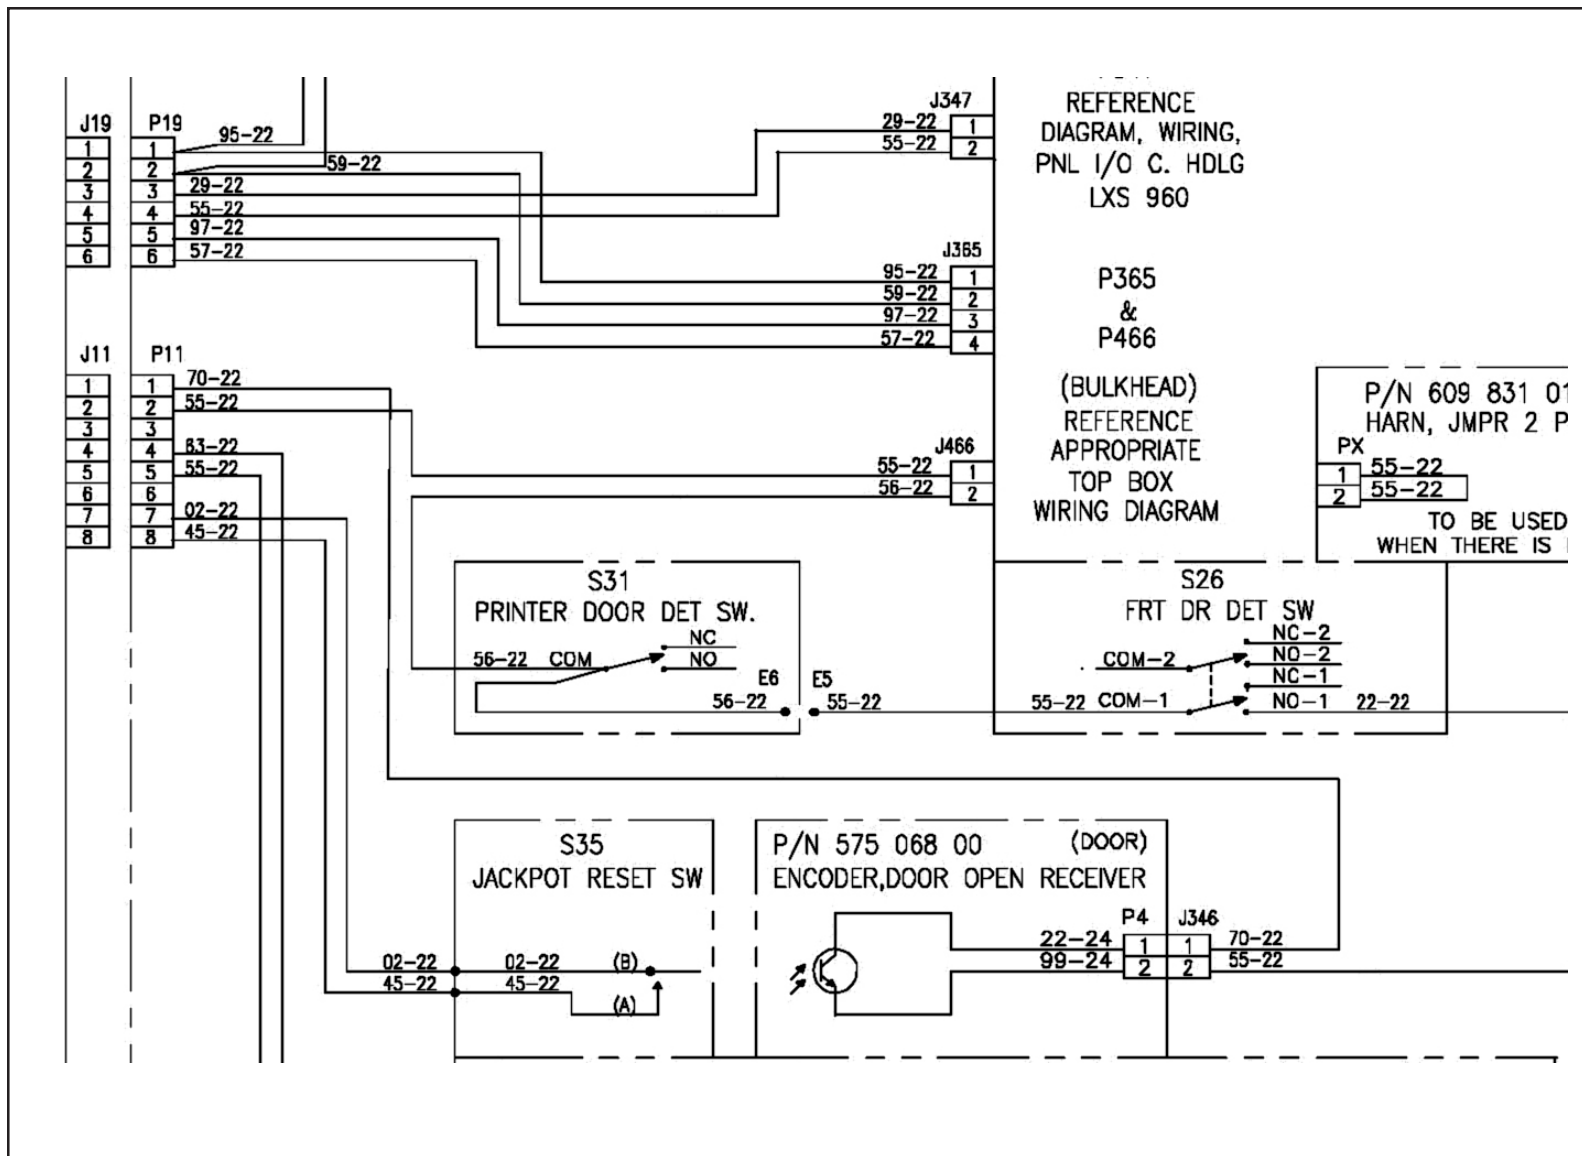 J19
P19
1
2
3
4
5
6
1
2
3
4
5
6
95-22
59-22
29-22
55-22
97-22
57-22
J347
29-22
55-22
1
2
REFERENCE
DIAGRAM, WIRING,
PNL I/O C. HDLG
LXS 960
J365
95-22
59-22
97-22
57-22
1
2
3
4
P365
&
P466
(BULKHEAD)
REFERENCE
APPROPRIATE
TOP BOX
WIRING DIAGRAM
J11
P11
1
2
3
4
5
6
7
8
1
2
3
4
5
6
7
8
70-22
55-22
83-22
55-22
02-22
45-22
J466
55-22
56-22
1
2
P/N 609 831 01
HARN, JMPR 2 P
PX
1
2
55-22
55-22
TO BE USED
WHEN THERE IS
S31
PRINTER DOOR DET SW.
NC
NO
56-22 COM
E6
E5
56-22
55-22
S26
FRT DR DET SW
NC-2
NO-2
NC-1
NO-1
COM-2
55-22 COM-1
22-22
S35
JACKPOT RESET SW
02-22
45-22
02-22
45-22
(B)
(A)
P/N 575 068 00 (DOOR)
ENCODER,DOOR OPEN RECEIVER
P4
J346
22-24
99-24
1
2
1
2
70-22
55-22